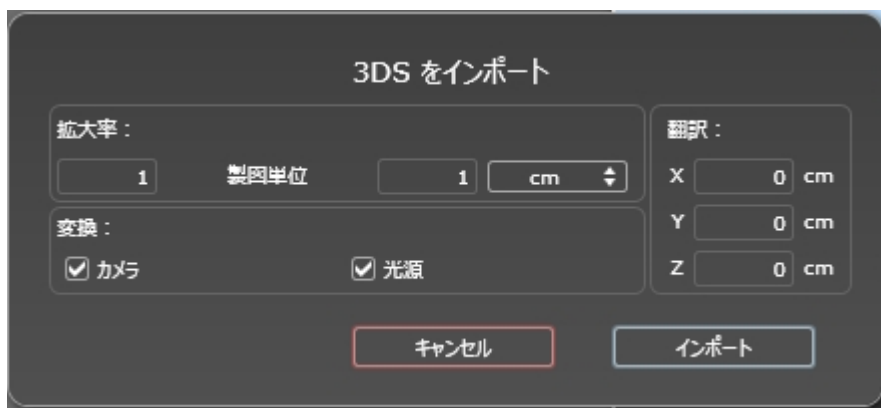 3DS をインポート
拡大率：
1 製図単位 1 cm
変換：
カメラ 光源
翻訳：
X 0 cm
Y 0 cm
Z 0 cm
キャンセル インポート